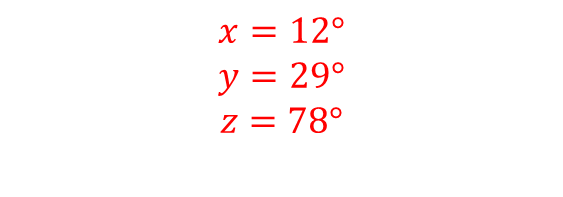 x = 12°
y = 29°
z = 78°